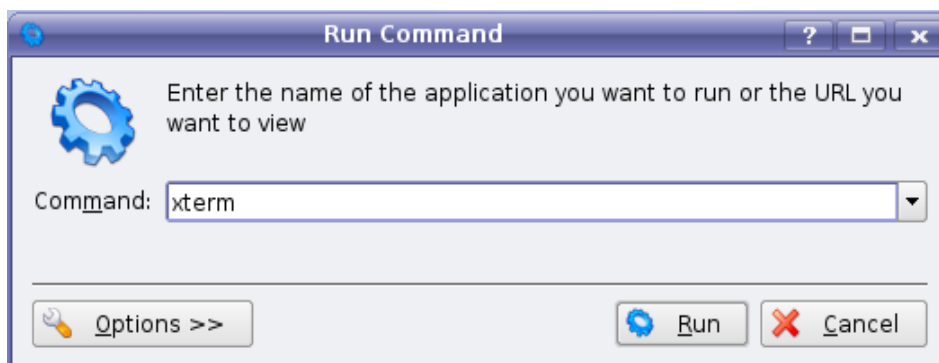 Run Command
?
Enter the name of the application you want to run or the URL you
want to view
Command: xterm
Options >> Run Cancel